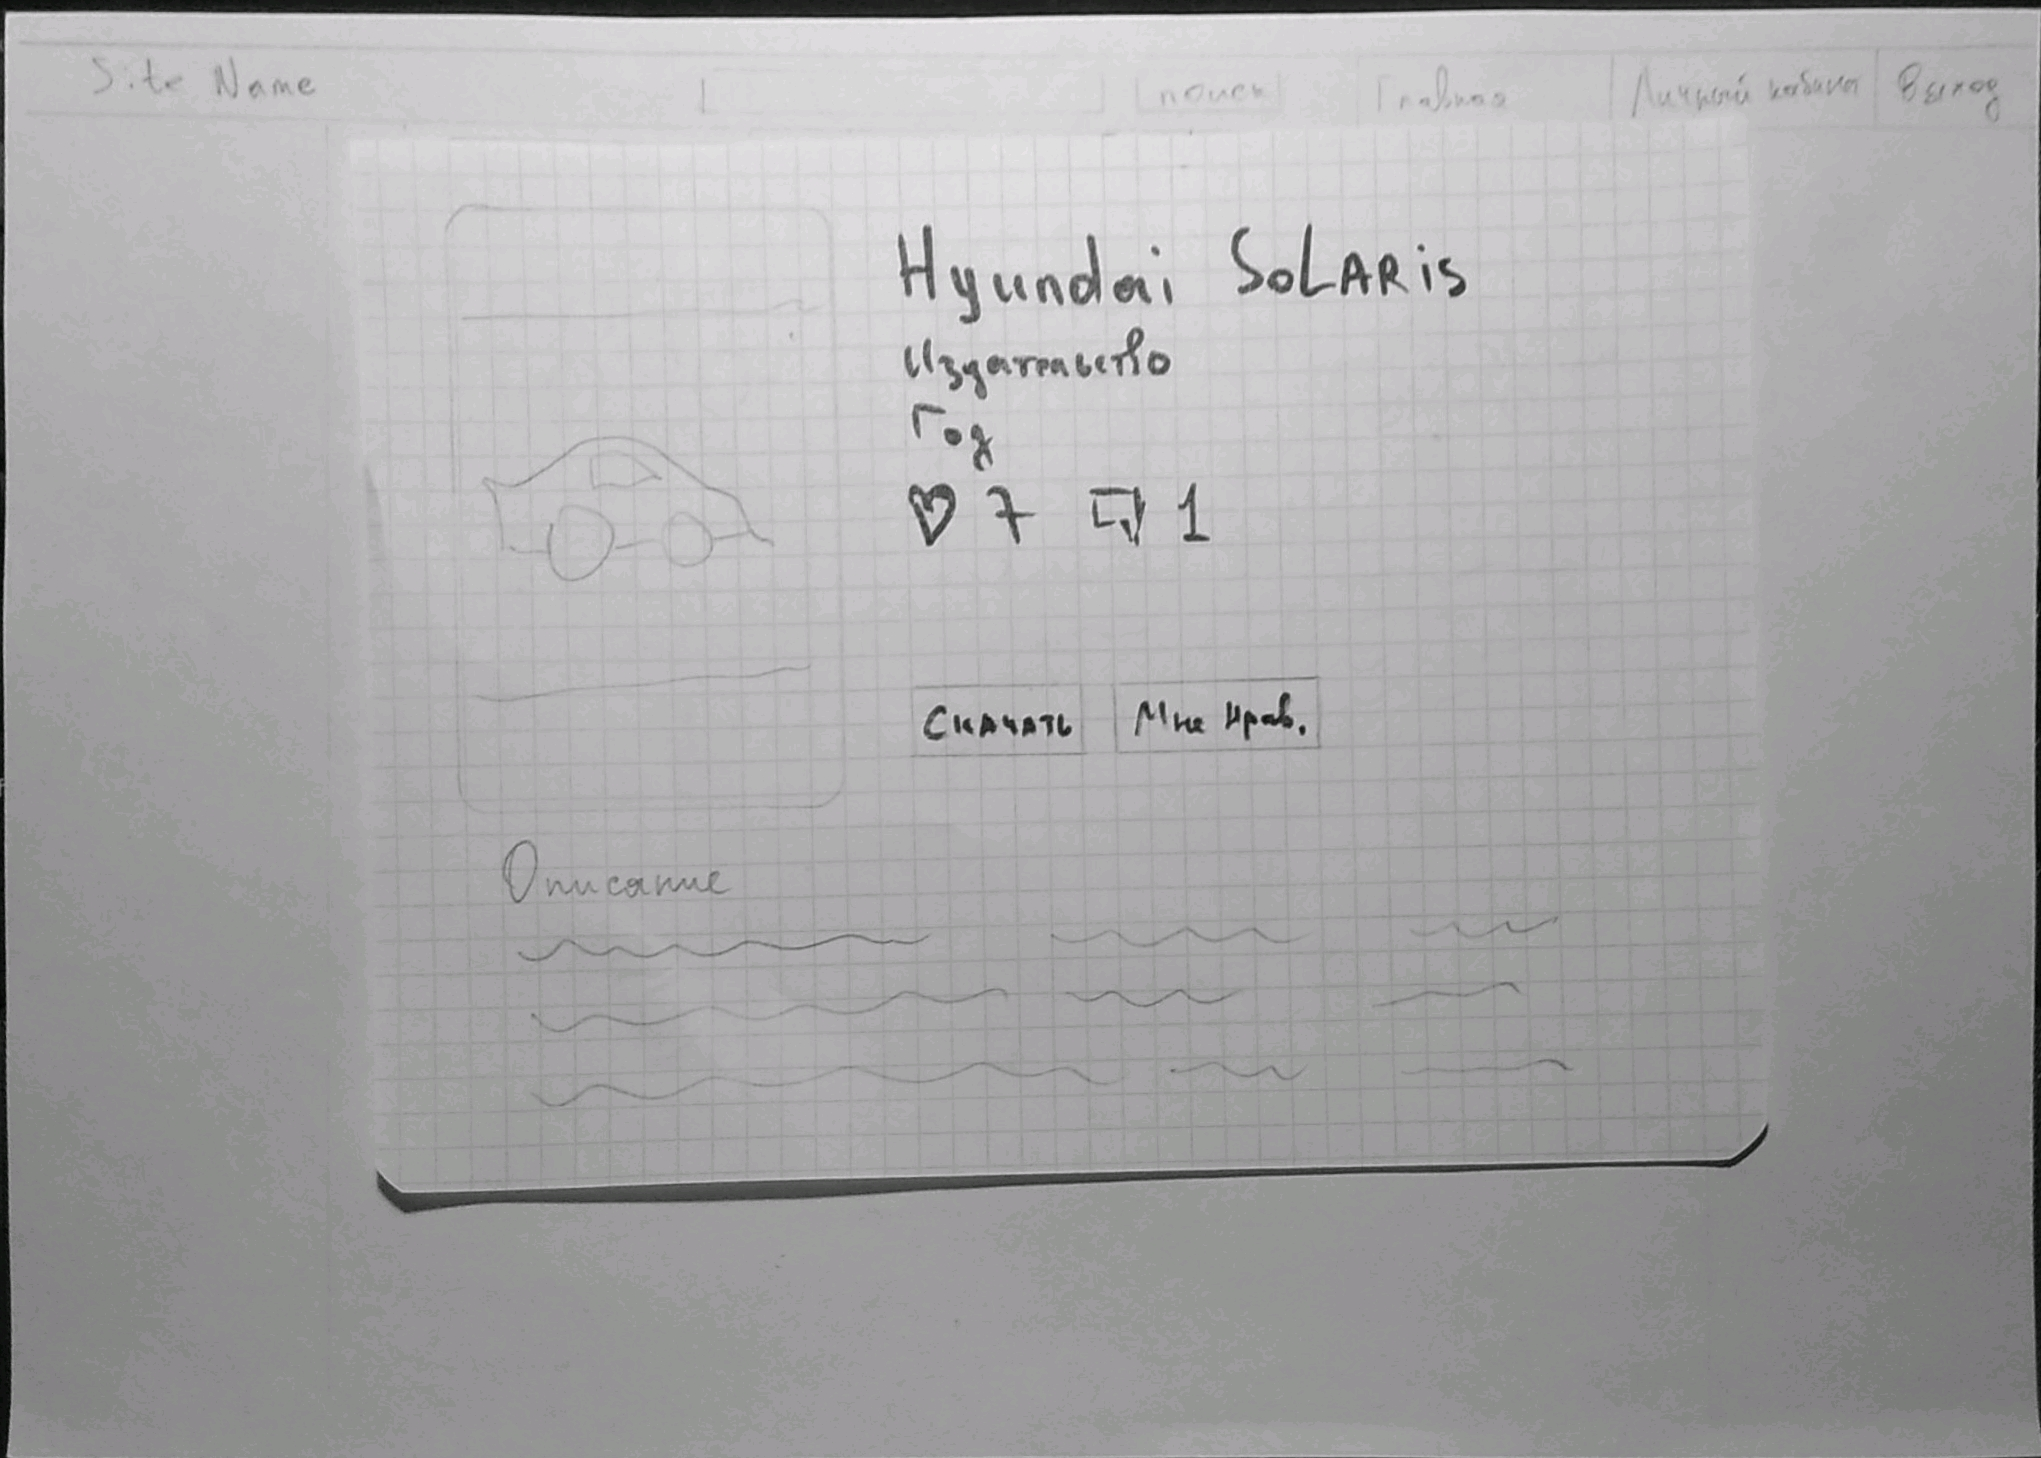 Site Name поиск Главная Личный кабинет Выход
Hyundai SoLARis
Издательство
Год
♡ 7 1
СКАЧАТЬ Мне нрав.
Описание